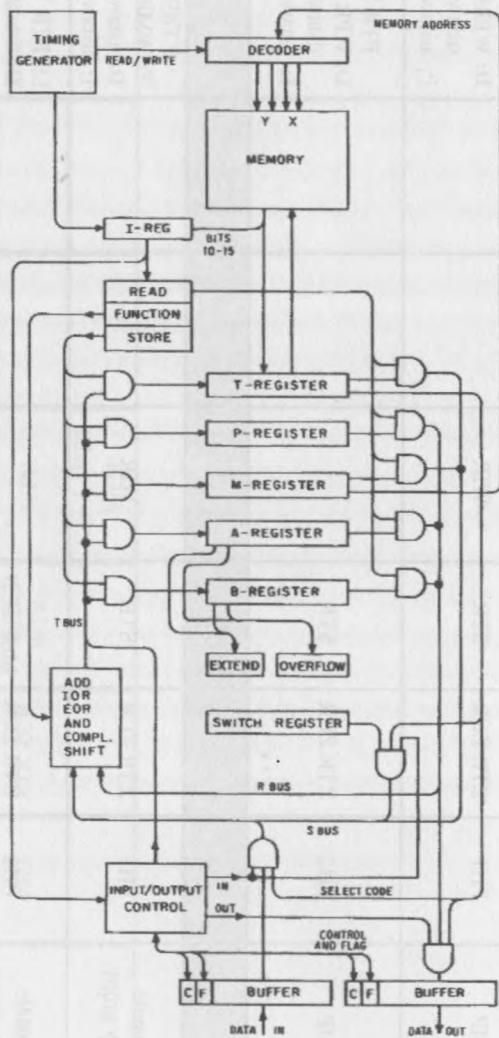 TIMING
GENERATOR
READ/WRITE
DECODER
MEMORY ADDRESS
Y X
MEMORY
I-REG
BITS
10-15
READ
FUNCTION
STORE
T-REGISTER
P-REGISTER
M-REGISTER
A-REGISTER
B-REGISTER
T BUS
EXTEND
OVERFLOW
ADD
IOR
EOR
AND
COMPL.
SHIFT
SWITCH REGISTER
R BUS
S BUS
INPUT/OUTPUT
CONTROL
IN
OUT
SELECT CODE
CONTROL
AND FLAG
C F BUFFER
C F BUFFER
DATA IN
DATA OUT